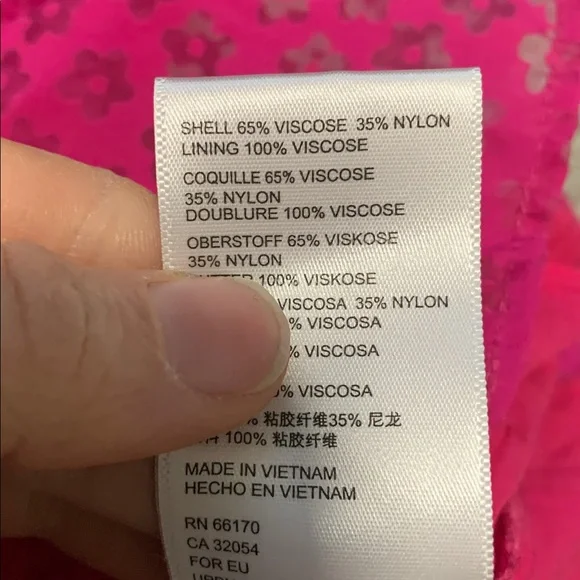 SHELL 65% VISCOSE 35% NYLON
LINING 100% VISCOSE
COQUILLE 65% VISCOSE
35% NYLON
DOUBLURE 100% VISCOSE
OBERSTOFF 65% VISKOSE
35% NYLON
100% VISKOSE
VISCOSA 35% NYLON
% VISCOSA
% VISCOSA
% VISCOSA
% 粘胶纤维35% 尼龙
100% 粘胶纤维
MADE IN VIETNAM
HECHO EN VIETNAM
RN 66170
CA 32054
FOR EU